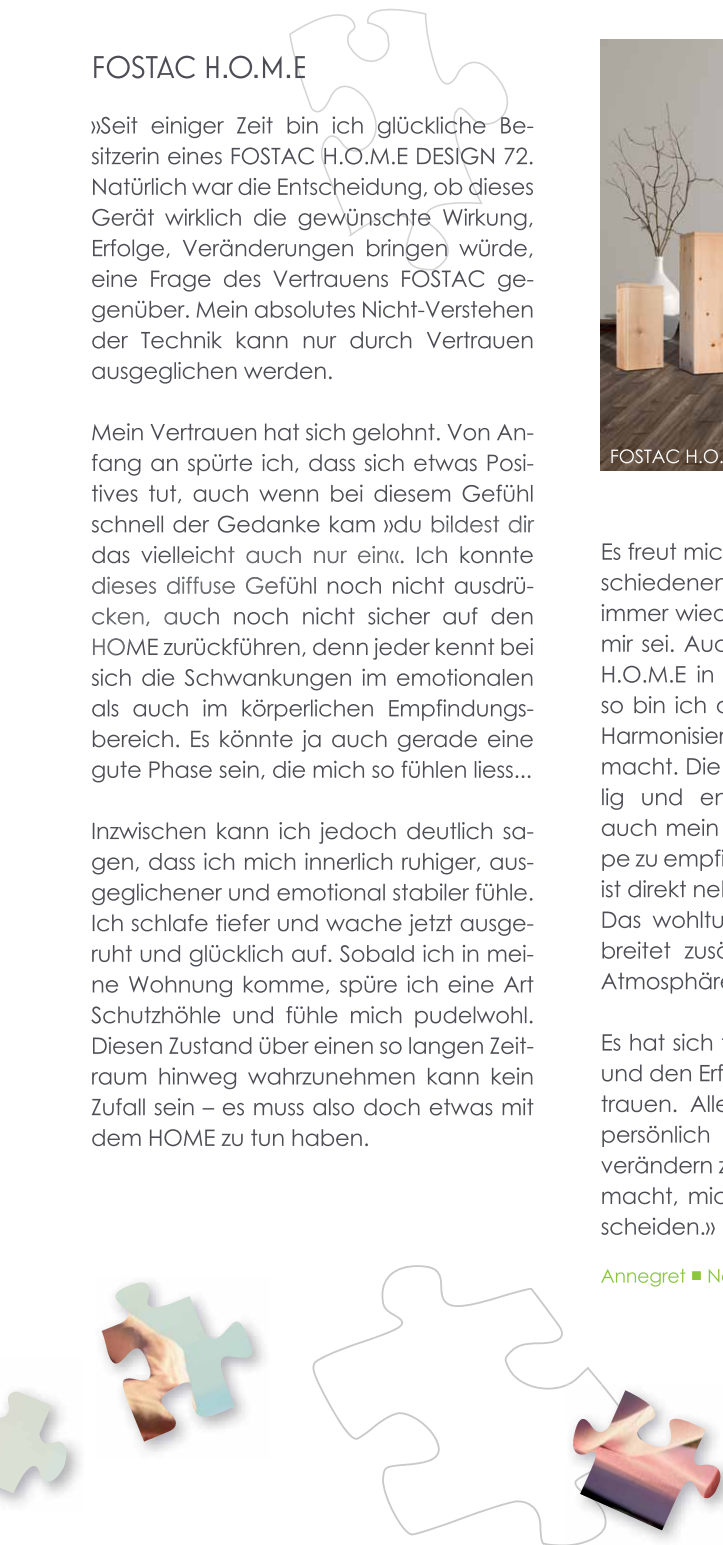 FOSTAC H.O.M.E
»Seit einiger Zeit bin ich glückliche Be-
sitzerin eines FOSTAC H.O.M.E DESIGN 72.
Natürlich war die Entscheidung, ob dieses
Gerät wirklich die gewünschte Wirkung,
Erfolge, Veränderungen bringen würde,
eine Frage des Vertrauens FOSTAC ge-
genüber. Mein absolutes Nicht-Verstehen
der Technik kann nur durch Vertrauen
ausgeglichen werden.
Mein Vertrauen hat sich gelohnt. Von An-
fang an spürte ich, dass sich etwas Posi-
tives tut, auch wenn bei diesem Gefühl
schnell der Gedanke kam »du bildest dir
das vielleicht auch nur ein«. Ich konnte
dieses diffuse Gefühl noch nicht ausdrü-
cken, auch noch nicht sicher auf den
HOME zurückführen, denn jeder kennt bei
sich die Schwankungen im emotionalen
als auch im körperlichen Empfindungs-
bereich. Es könnte ja auch gerade eine
gute Phase sein, die mich so fühlen liess...
Inzwischen kann ich jedoch deutlich sa-
gen, dass ich mich innerlich ruhiger, aus-
geglichener und emotional stabiler fühle.
Ich schlafe tiefer und wache jetzt ausge-
ruht und glücklich auf. Sobald ich in mei-
ne Wohnung komme, spüre ich eine Art
Schutzhöhle und fühle mich pudelwohl.
Diesen Zustand über einen so langen Zeit-
raum hinweg wahrzunehmen kann kein
Zufall sein – es muss also doch etwas mit
dem HOME zu tun haben.
FOSTAC H.O.
Es freut mic
schiedener
immer wied
mir sei. Auc
H.O.M.E in
so bin ich
Harmonisier
macht. Die
lig und en
auch mein
pe zu empfi
ist direkt ne
Das wohltu
breitet zusä
Atmosphäre
Es hat sich
und den Erf
trauen. Alle
persönlich
verändern z
macht, mic
scheiden.»
Annegret ■ N